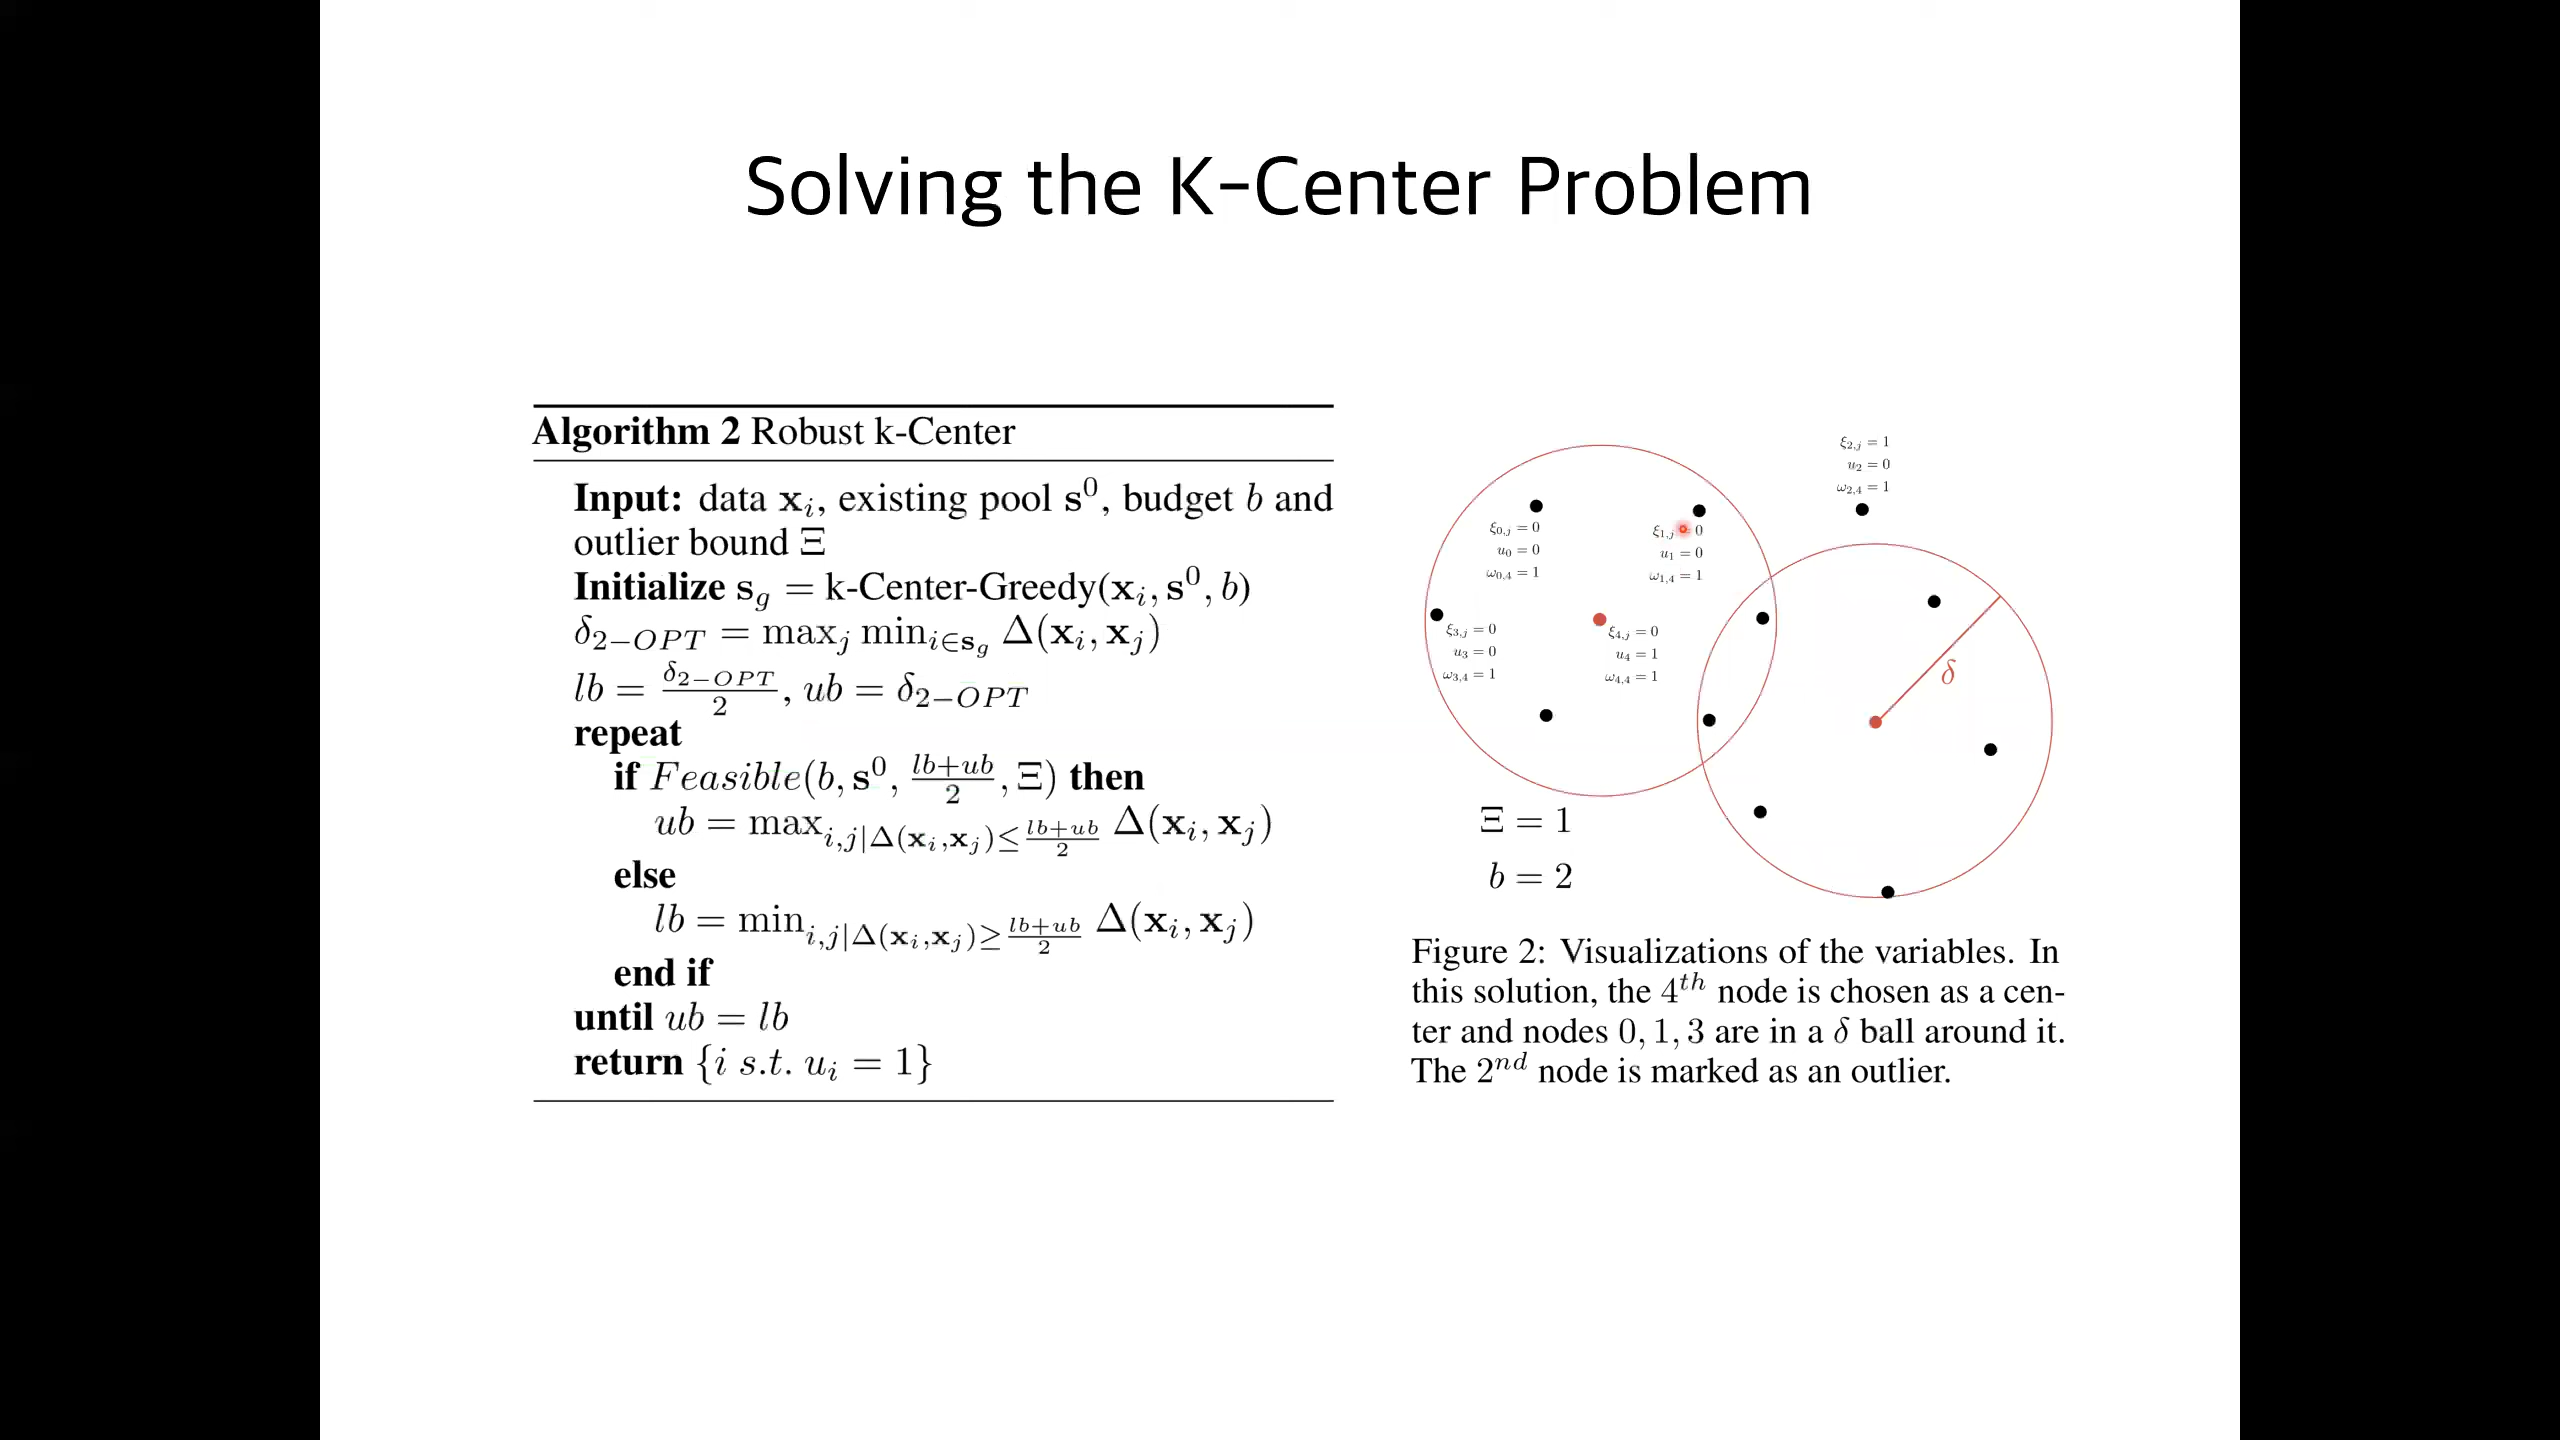 Solving the K-Center Problem
Algorithm 2 Robust k-Center
Input: data x_i, existing pool s^0, budget b and
outlier bound Ξ
Initialize s_g = k-Center-Greedy(x_i, s^0, b)
δ_{2−OPT} = max_j min_{i∈s_g} Δ(x_i, x_j)
lb = δ_{2−OPT}/2, ub = δ_{2−OPT}
repeat
if Feasible(b, s^0, (lb+ub)/2, Ξ) then
ub = max_{i,j|Δ(x_i,x_j)≤(lb+ub)/2} Δ(x_i, x_j)
else
lb = min_{i,j|Δ(x_i,x_j)≥(lb+ub)/2} Δ(x_i, x_j)
end if
until ub = lb
return {i s.t. u_i = 1}
ξ_{0,j} = 0
u_0 = 0
ω_{0,4} = 1
ξ_{1,j} = 0
u_1 = 0
ω_{1,4} = 1
ξ_{2,j} = 1
u_2 = 0
ω_{2,4} = 1
ξ_{3,j} = 0
u_3 = 0
ω_{3,4} = 1
ξ_{4,j} = 0
u_4 = 1
ω_{4,4} = 1
δ
Ξ = 1
b = 2
Figure 2: Visualizations of the variables. In
this solution, the 4^{th} node is chosen as a cen-
ter and nodes 0, 1, 3 are in a δ ball around it.
The 2^{nd} node is marked as an outlier.